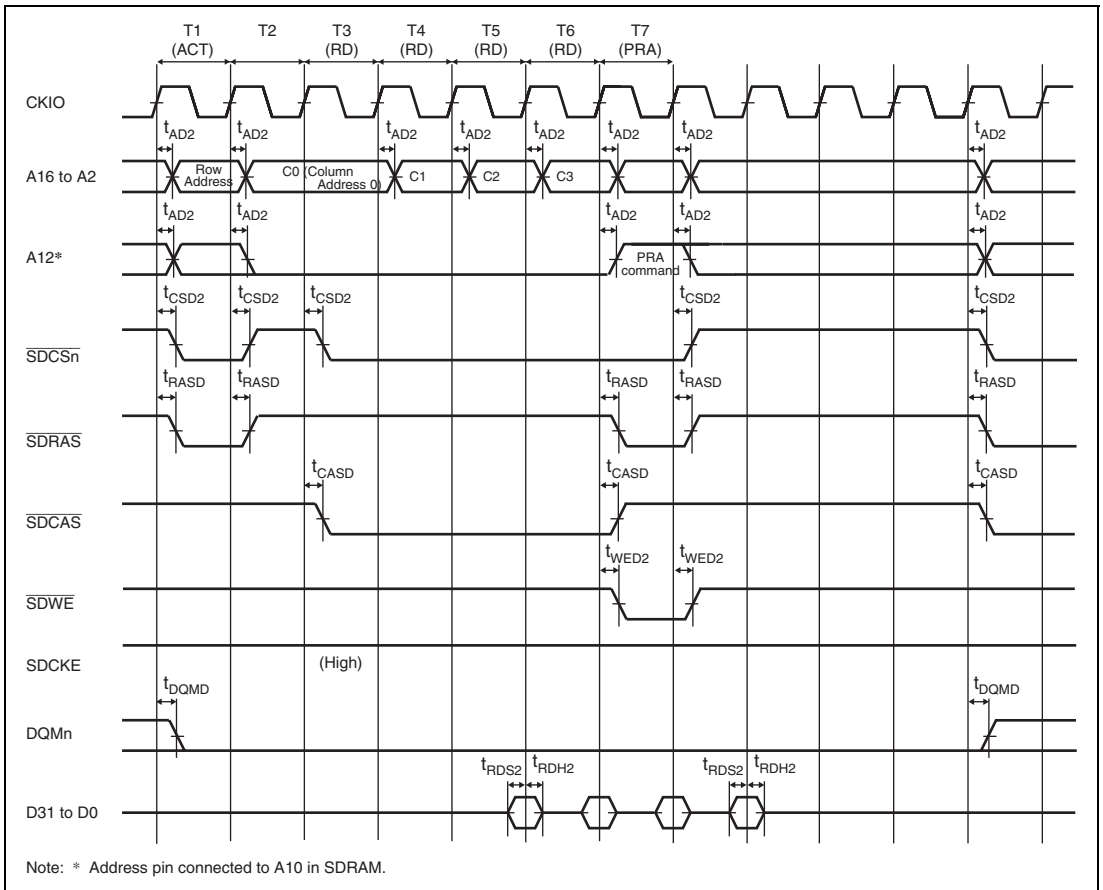 T1 T2 T3 T4 T5 T6 T7
(ACT) (RD) (RD) (RD) (RD) (PRA)
CKIO
tAD2 tAD2 tAD2 tAD2 tAD2 tAD2 tAD2 tAD2
A16 to A2 Row Address C0 (Column Address 0) C1 C2 C3
tAD2 tAD2 tAD2 tAD2 tAD2
A12* PRA command
tCSD2 tCSD2 tCSD2 tCSD2 tCSD2
SDCSn
tRASD tRASD tRASD tRASD tRASD
SDRAS
tCASD tCASD tCASD
SDCAS
tWED2 tWED2
SDWE
SDCKE (High)
tDQMD tDQMD
DQMn
tRDS2 tRDH2 tRDS2 tRDH2
D31 to D0
Note: * Address pin connected to A10 in SDRAM.